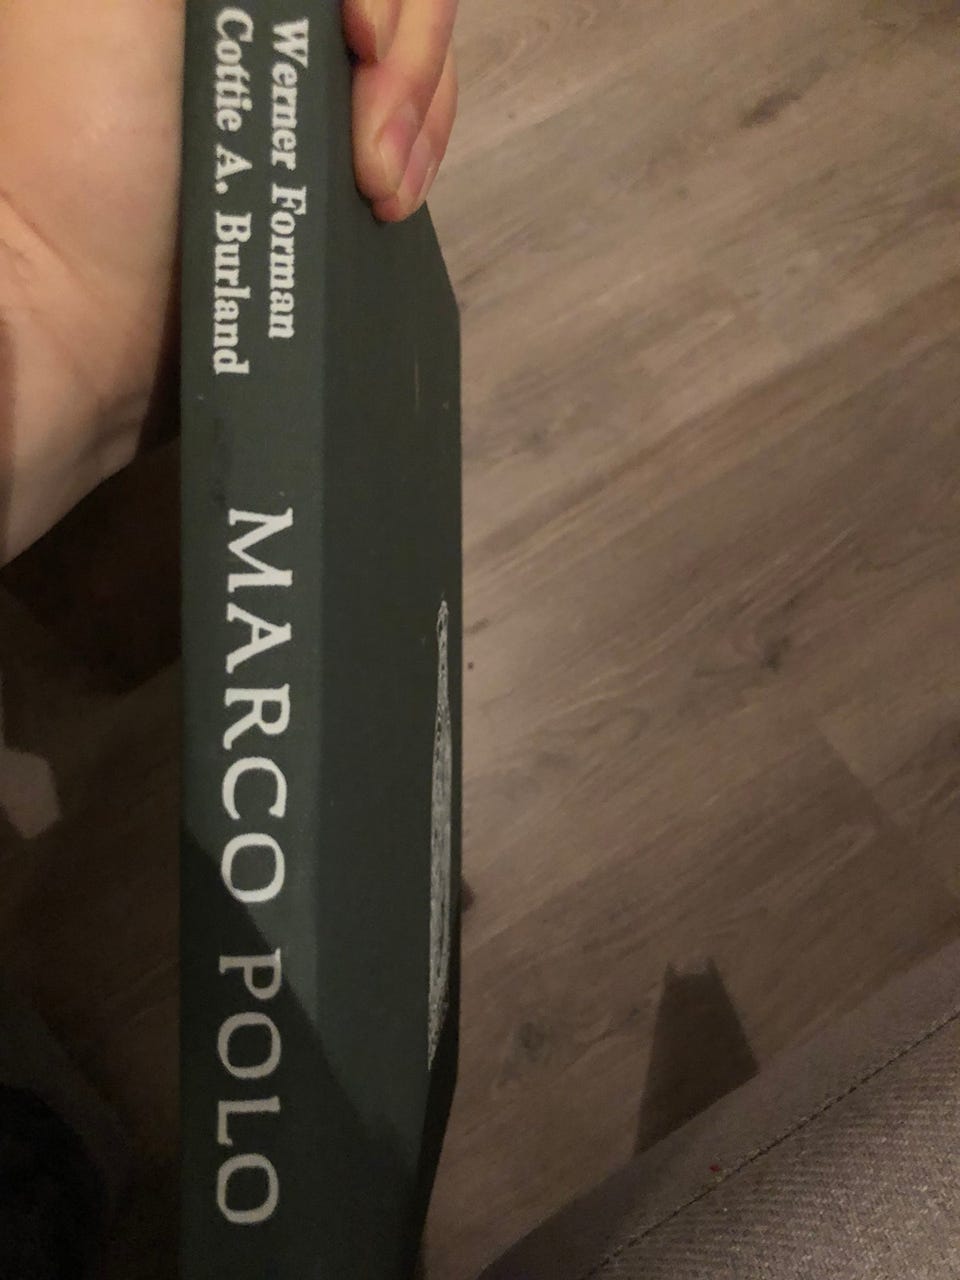 Werner Forman
Cottie A. Burland
MARCO POLO